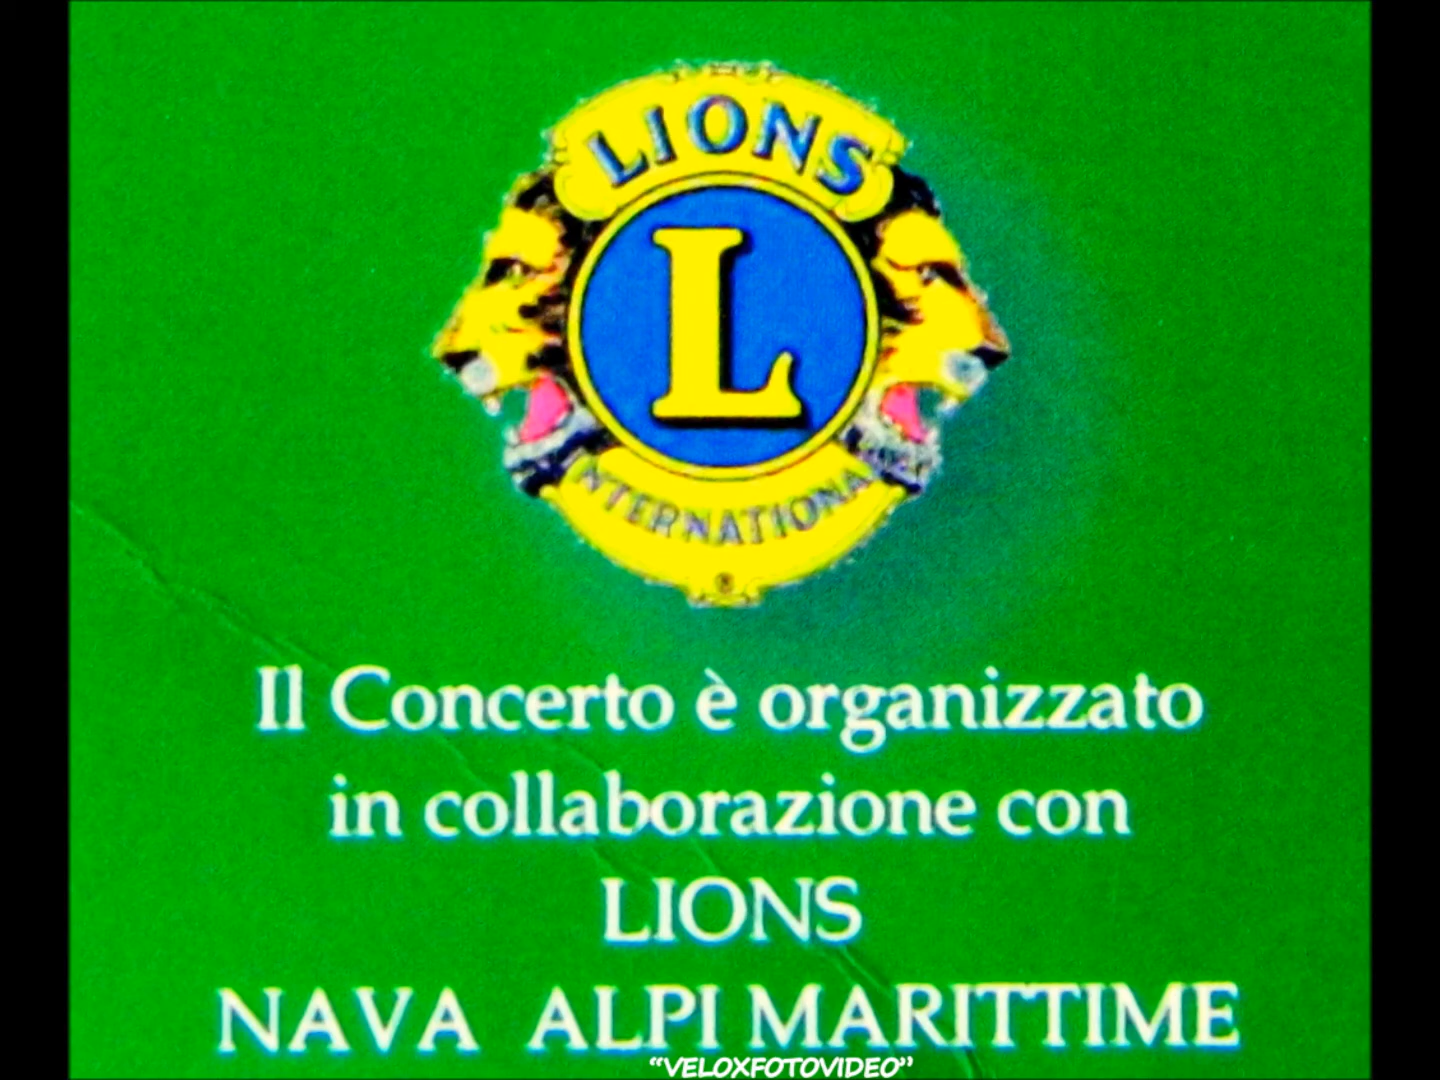 LIONS
L
INTERNATIONAL
®
Il Concerto è organizzato
in collaborazione con
LIONS
NAVA ALPI MARITTIME
“VELOXFOTOVIDEO”